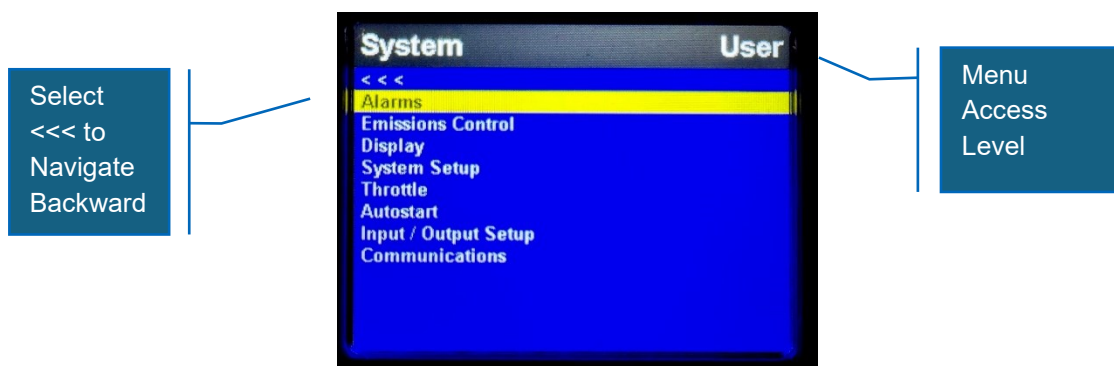 Select
<<< to
Navigate
Backward
System User
< < <
Alarms
Emissions Control
Display
System Setup
Throttle
Autostart
Input / Output Setup
Communications
Menu
Access
Level